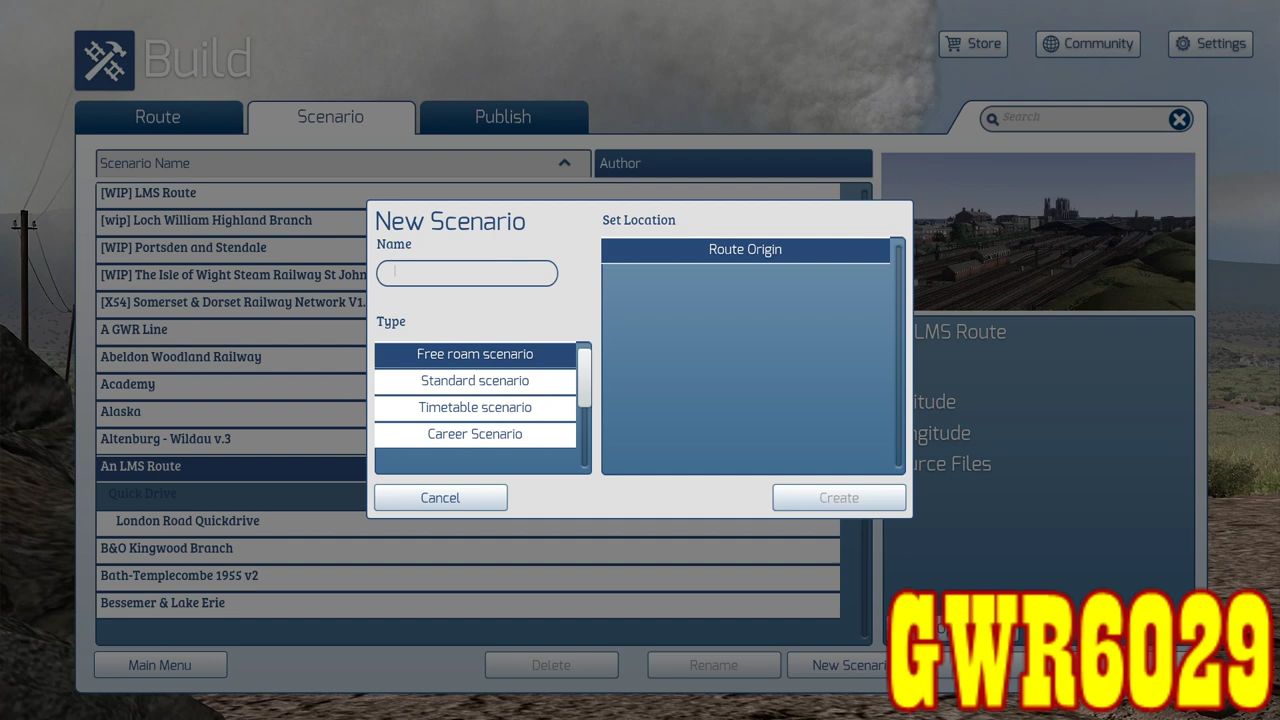 Build
Store
Community
Settings
Route
Scenario
Publish
Search
Scenario Name
Author
[WIP] LMS Route
[wip] Loch William Highland Branch
[WIP] Portsden and Stendale
[WIP] The Isle of Wight Steam Railway St John
[X54] Somerset & Dorset Railway Network V1.
A GWR Line
Abeldon Woodland Railway
Academy
Alaska
Altenburg - Wildau v.3
An LMS Route
Quick Drive
London Road Quickdrive
B&O Kingwood Branch
Bath-Templecombe 1955 v2
Bessemer & Lake Erie
New Scenario
Name
Type
Free roam scenario
Standard scenario
Timetable scenario
Career Scenario
Cancel
Set Location
Route Origin
Create
LMS Route
itude
ngitude
urce Files
Main Menu
Delete
Rename
New Scenari
GWR6029